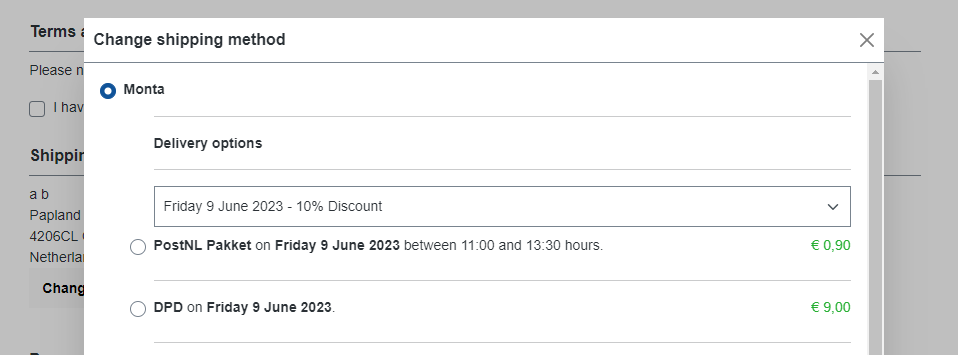 Terms
Change shipping method
Please n
Monta
I hav
Delivery options
Shippin
a b
Friday 9 June 2023 - 10% Discount
Papland
4206CL
PostNL Pakket on Friday 9 June 2023 between 11:00 and 13:30 hours. € 0,90
Netherla
Chang
DPD on Friday 9 June 2023. € 9,00